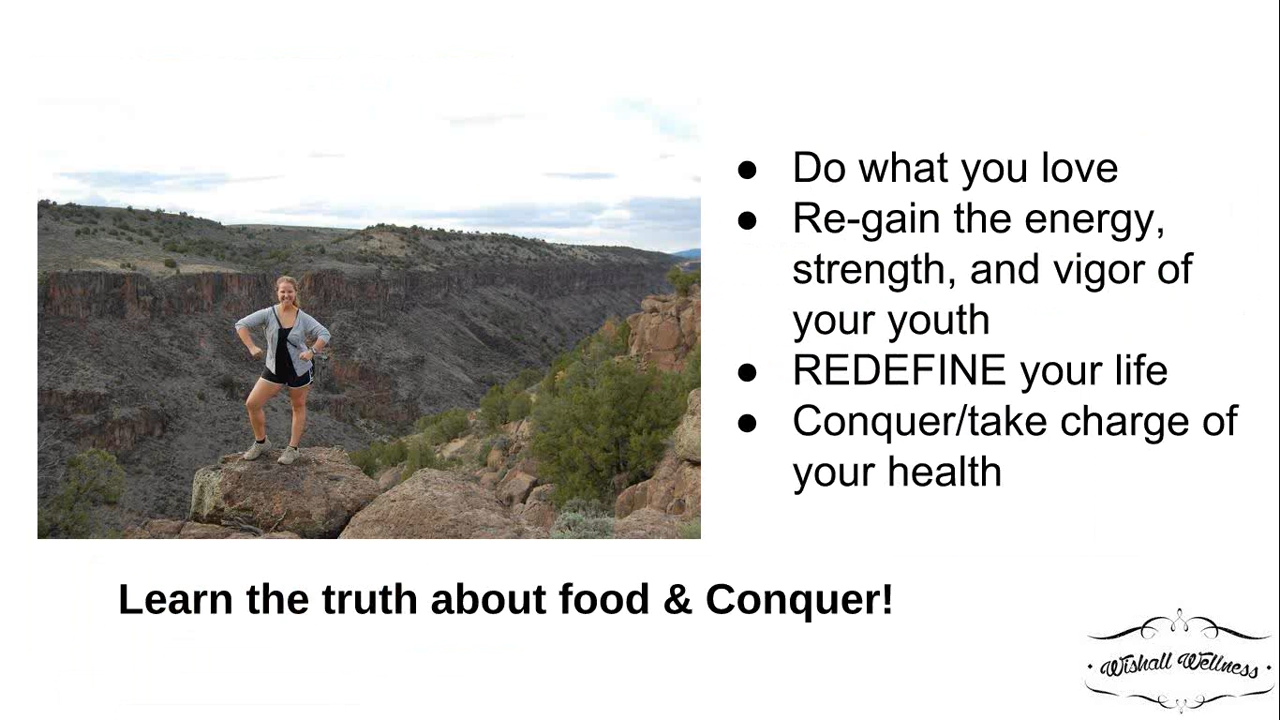 ● Do what you love
● Re-gain the energy,
strength, and vigor of
your youth
● REDEFINE your life
● Conquer/take charge of
your health
Learn the truth about food & Conquer!
· Wishall Wellness ·